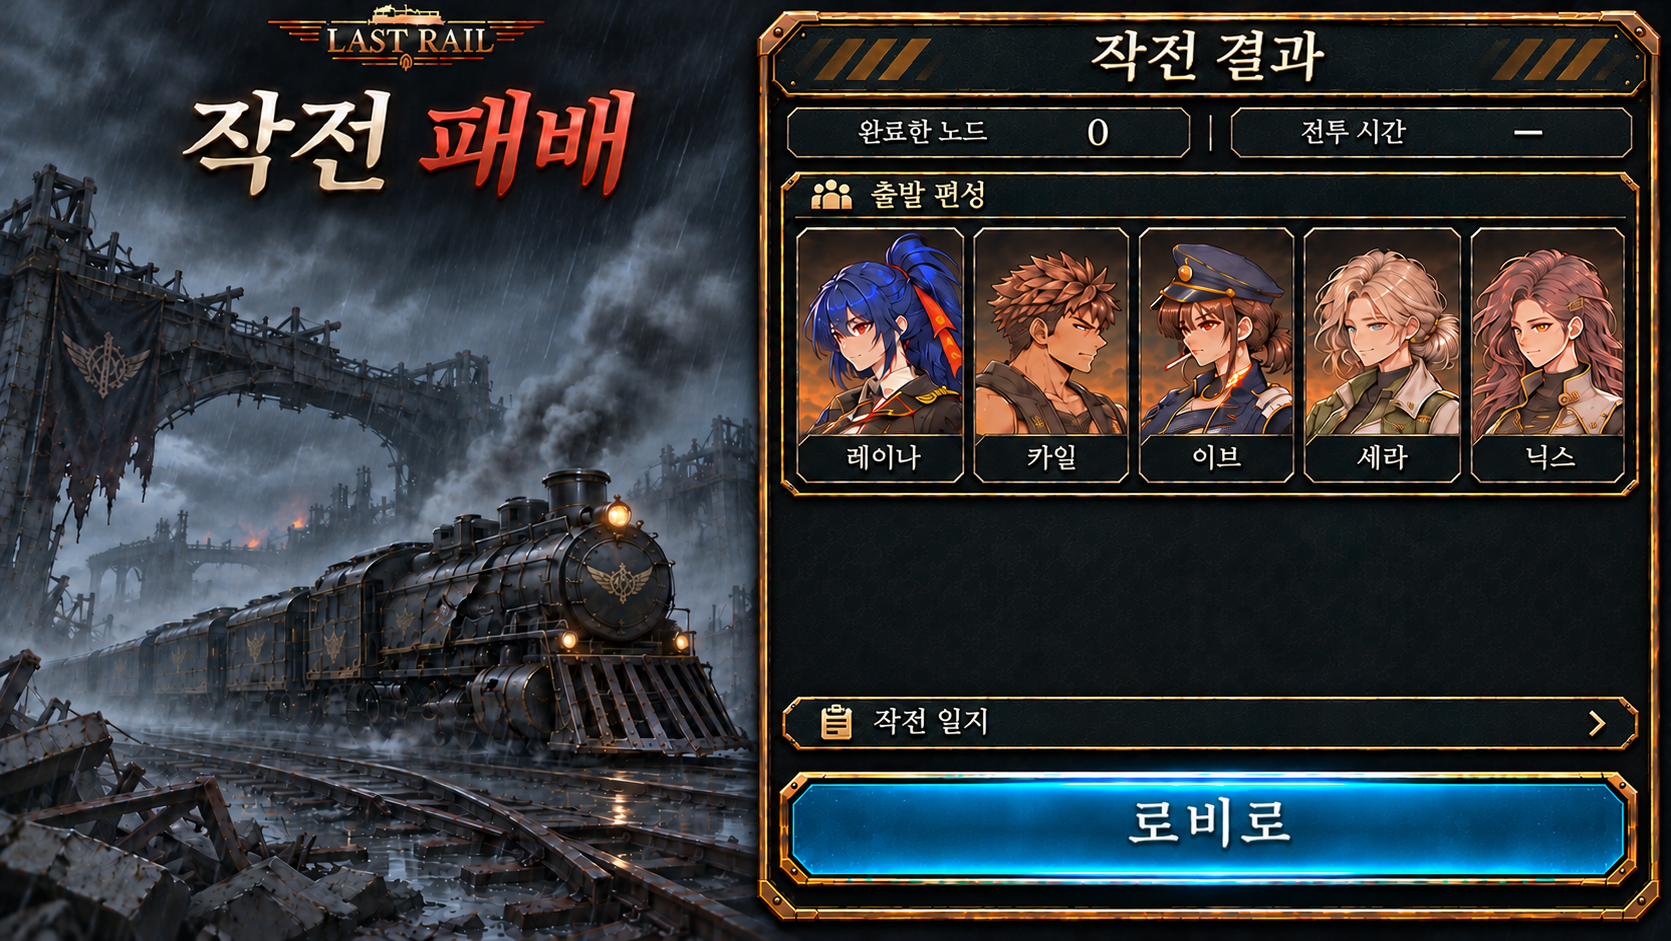 LAST RAIL
작전 패배
작전 결과
완료한 노드 0
전투 시간 —
출발 편성
레이나
카일
이브
세라
닉스
작전 일지
로비로